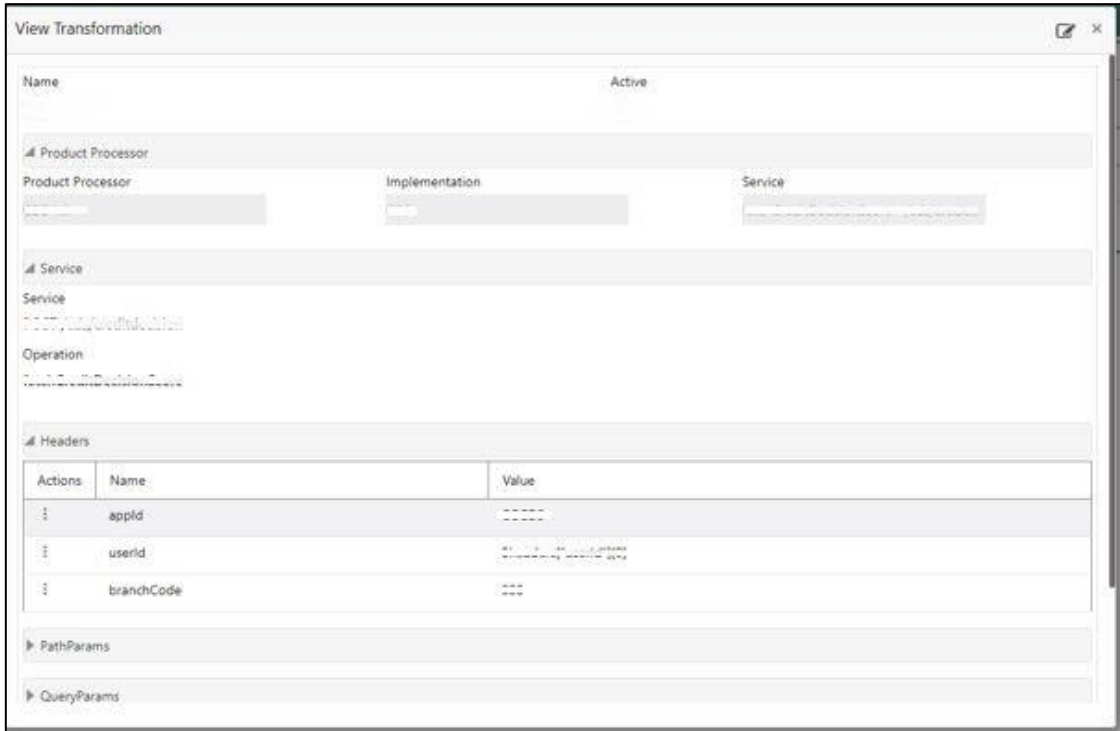 View Transformation
Name Active
Product Processor
Product Processor Implementation Service
Service
Service
Operation
Headers
Actions Name Value
appId
userId
branchCode
PathParams
QueryParams